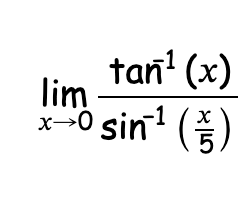 lim x→0 tan⁻¹ (x) / sin⁻¹ (x/5)